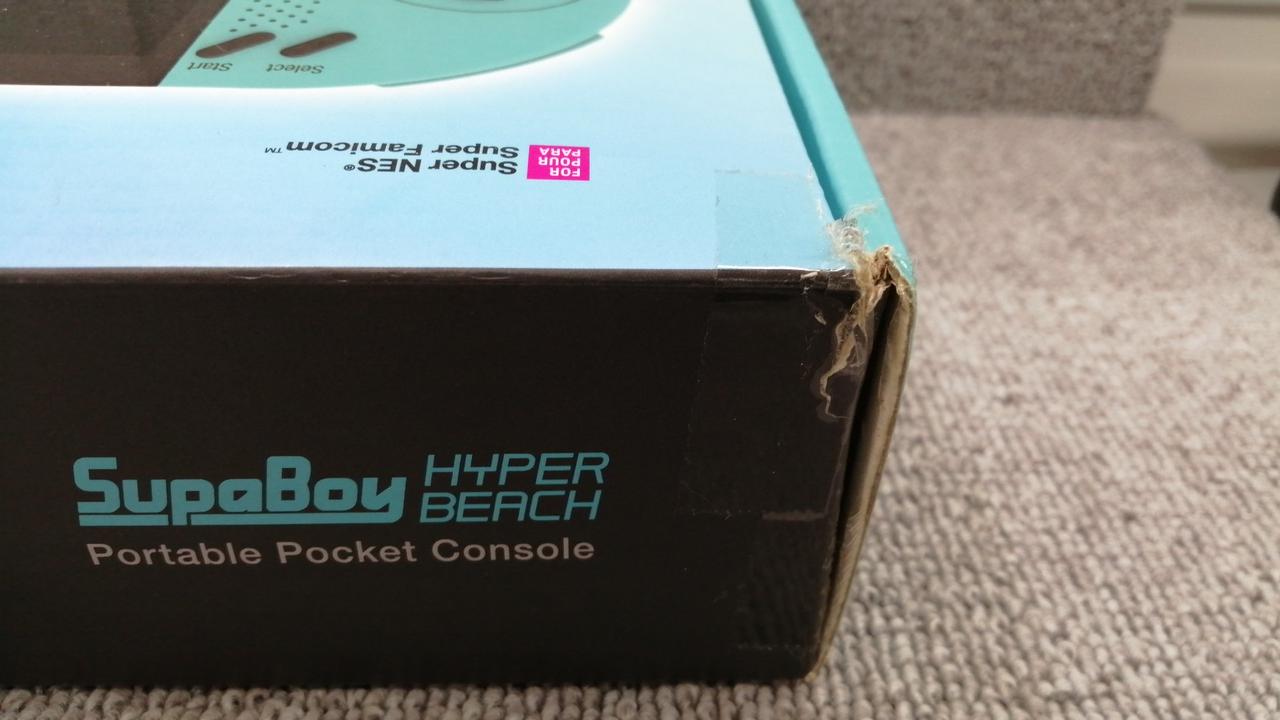 Start Select
FOR
POUR
PARA
Super NES®
Super Famicom™
SupaBoy HYPER
BEACH
Portable Pocket Console